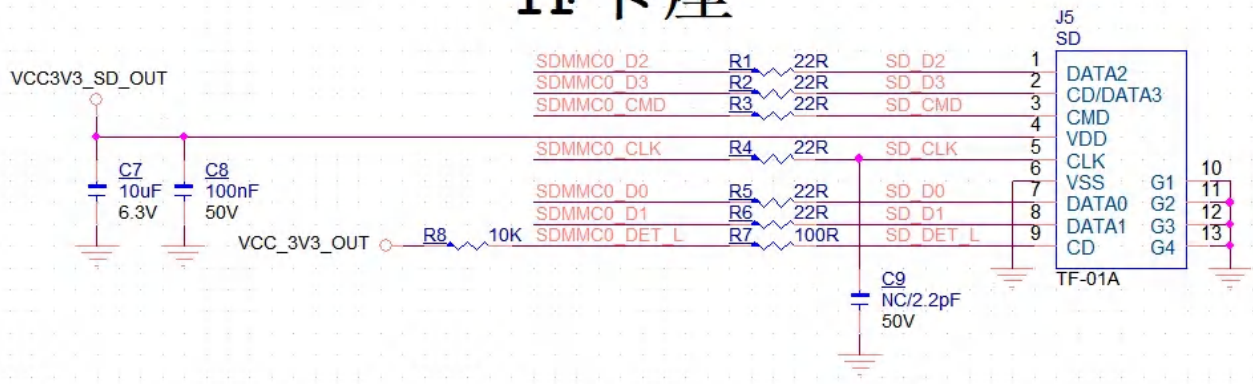 TF卡座
J5
SD
VCC3V3_SD_OUT
SDMMC0_D2 R1 22R SD_D2 1 DATA2
SDMMC0_D3 R2 22R SD_D3 2 CD/DATA3
SDMMC0_CMD R3 22R SD_CMD 3 CMD
4 VDD
SDMMC0_CLK R4 22R SD_CLK 5 CLK
C7
10uF
6.3V
C8
100nF
50V
6 VSS G1 10
SDMMC0_D0 R5 22R SD_D0 7 DATA0 G2 11
SDMMC0_D1 R6 22R SD_D1 8 DATA1 G3 12
VCC_3V3_OUT R8 10K SDMMC0_DET_L R7 100R SD_DET_L 9 CD G4 13
TF-01A
C9
NC/2.2pF
50V